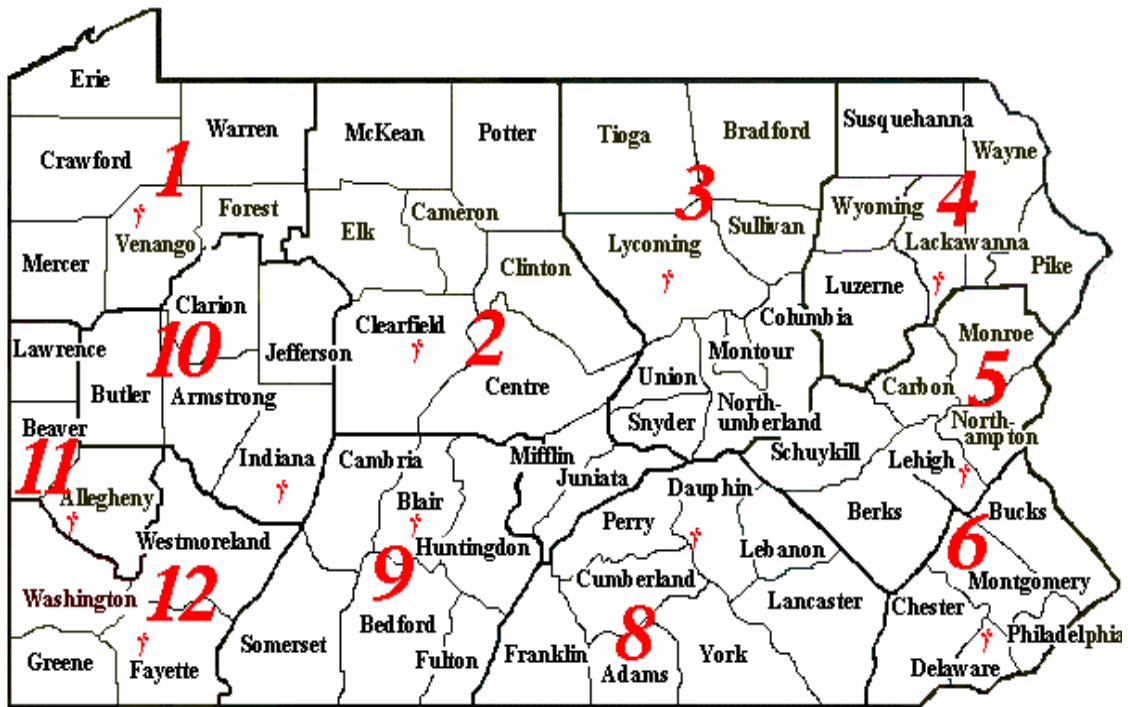 Erie
Warren
McKean
Potter
Tioga
Bradford
Susquehanna
Wayne
Crawford
1
3
4
Forest
Cameron
Wyoming
Venango
Elk
Sullivan
Lycoming
Lackawanna
Mercer
Clinton
Pike
Luzerne
Clarion
Columbia
Clearfield
2
Monroe
10
Lawrence
Jefferson
Montour
5
Butler
Armstrong
Centre
Union
Carbon
North-
umberland
Snyder
North-
ampton
Beaver
11
Mifflin
Schuykill
Cambria
Lehigh
Indiana
Juniata
Allegheny
Dauphin
Blair
Berks
Bucks
Perry
6
Westmoreland
Huntingdon
Lebanon
9
Cumberland
Montgomery
12
Washington
Lancaster
Chester
Bedford
8
Philadelphia
Somerset
Greene
Franklin
York
Fulton
Fayette
Adams
Delaware